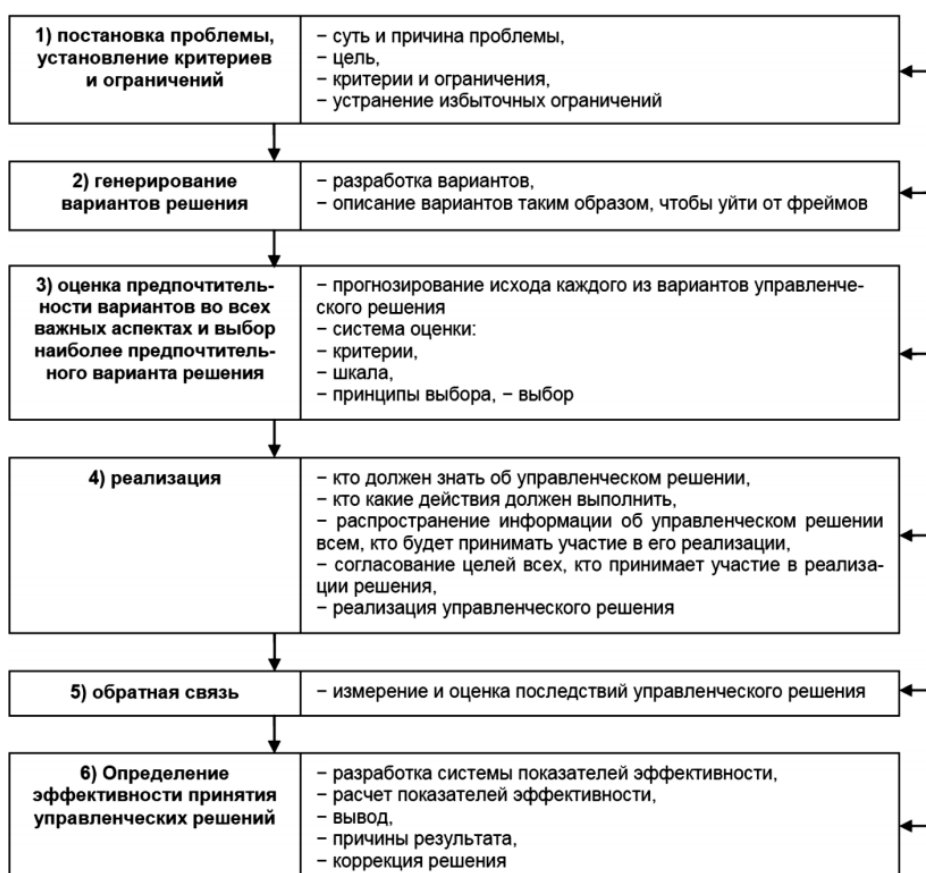 1) постановка проблемы,
установление критериев
и ограничений
– суть и причина проблемы,
– цель,
– критерии и ограничения,
– устранение избыточных ограничений
2) генерирование
вариантов решения
– разработка вариантов,
– описание вариантов таким образом, чтобы уйти от фреймов
3) оценка предпочтитель-
ности вариантов во всех
важных аспектах и выбор
наиболее предпочтитель-
ного варианта решения
– прогнозирование исхода каждого из вариантов управленче-
ского решения
– система оценки:
– критерии,
– шкала,
– принципы выбора, – выбор
4) реализация
– кто должен знать об управленческом решении,
– кто какие действия должен выполнить,
– распространение информации об управленческом решении
всем, кто будет принимать участие в его реализации,
– согласование целей всех, кто принимает участие в реализа-
ции решения,
– реализация управленческого решения
5) обратная связь
– измерение и оценка последствий управленческого решения
6) Определение
эффективности принятия
управленческих решений
– разработка системы показателей эффективности,
– расчет показателей эффективности,
– вывод,
– причины результата,
– коррекция решения